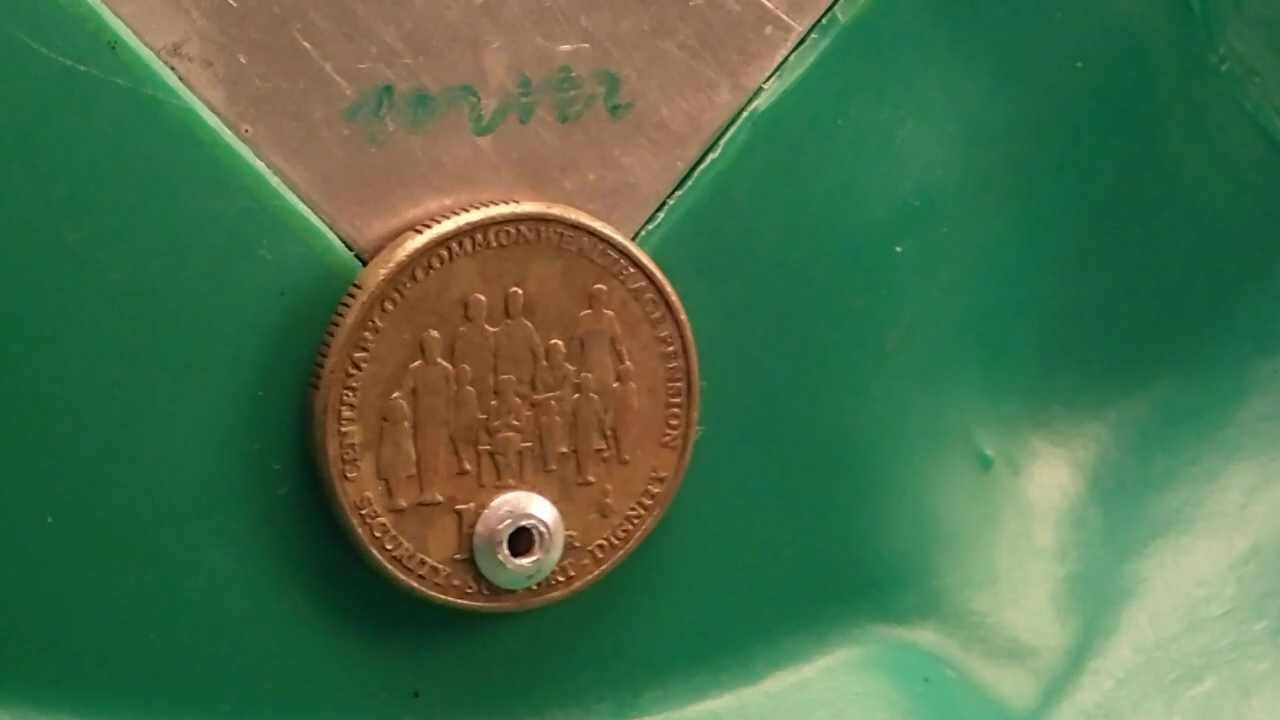 CENTENARY OF COMMONWEALTH AGE PENSION
SECURITY · SUPPORT · DIGNITY